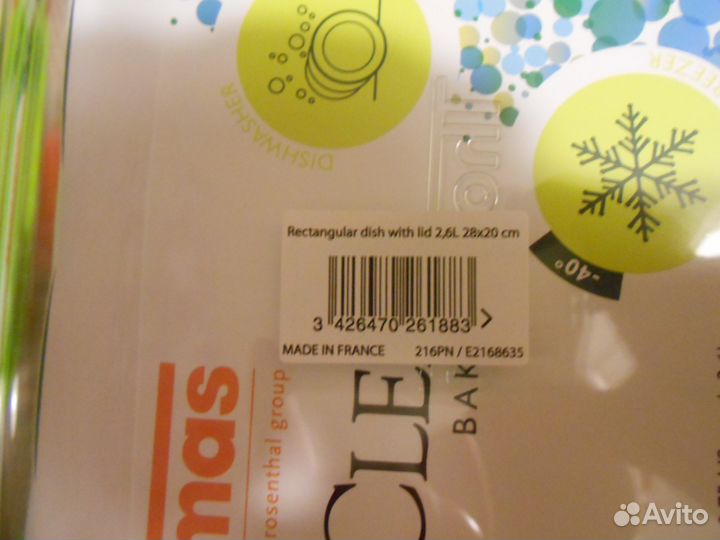 DISHWASHER
-40°
Rectangular dish with lid 2,6L 28x20 cm
3 426470 261883 >
MADE IN FRANCE 216PN / E2168635
mas
rosenthal group
CLE
BAK
Avito